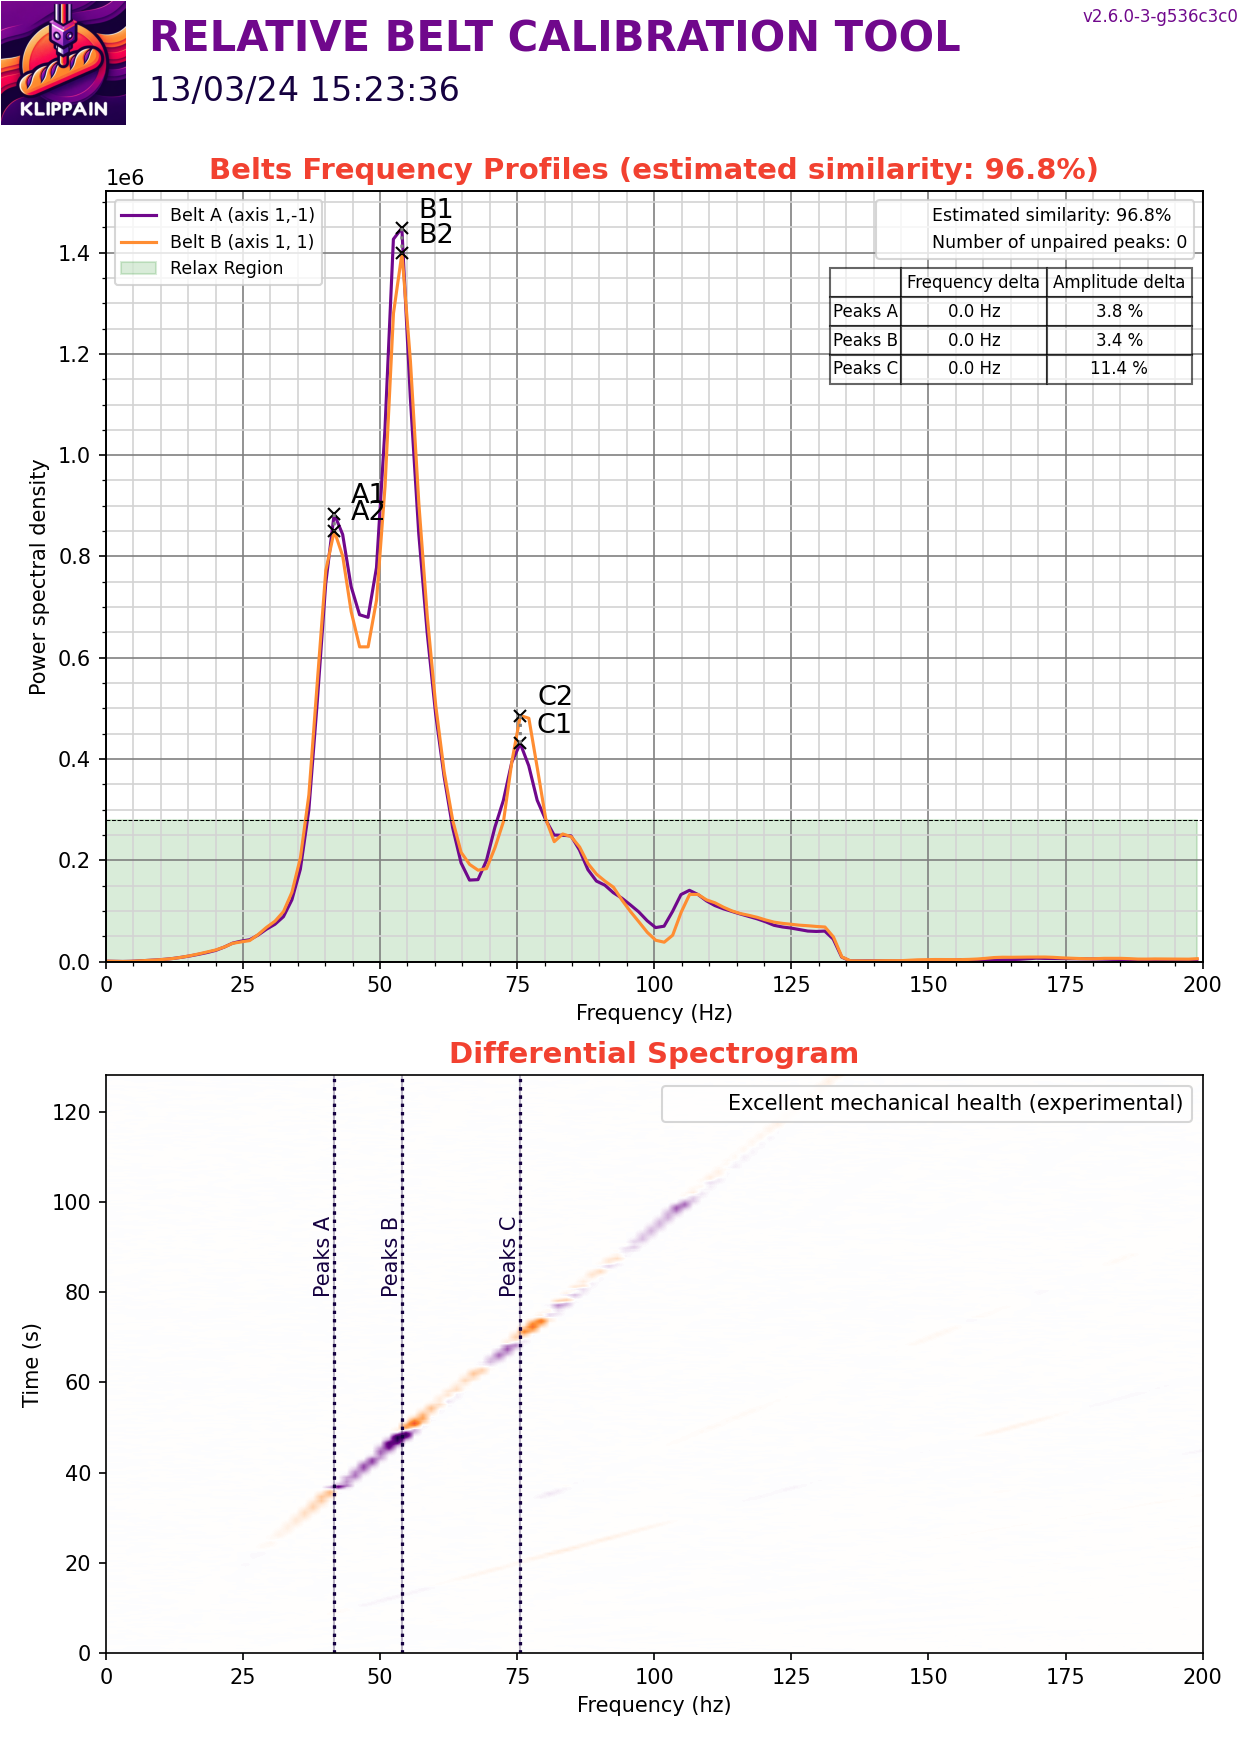 KLIPPAIN
RELATIVE BELT CALIBRATION TOOL
13/03/24 15:23:36
v2.6.0-3-g536c3c0
Belts Frequency Profiles (estimated similarity: 96.8%)
1e6
Belt A (axis 1,-1)
Belt B (axis 1, 1)
Relax Region
Estimated similarity: 96.8%
Number of unpaired peaks: 0
Frequency delta Amplitude delta
Peaks A 0.0 Hz 3.8 %
Peaks B 0.0 Hz 3.4 %
Peaks C 0.0 Hz 11.4 %
B1
B2
A1
A2
C2
C1
Power spectral density
1.4
1.2
1.0
0.8
0.6
0.4
0.2
0.0
0 25 50 75 100 125 150 175 200
Frequency (Hz)
Differential Spectrogram
Excellent mechanical health (experimental)
Peaks A
Peaks B
Peaks C
Time (s)
120
100
80
60
40
20
0
0 25 50 75 100 125 150 175 200
Frequency (hz)